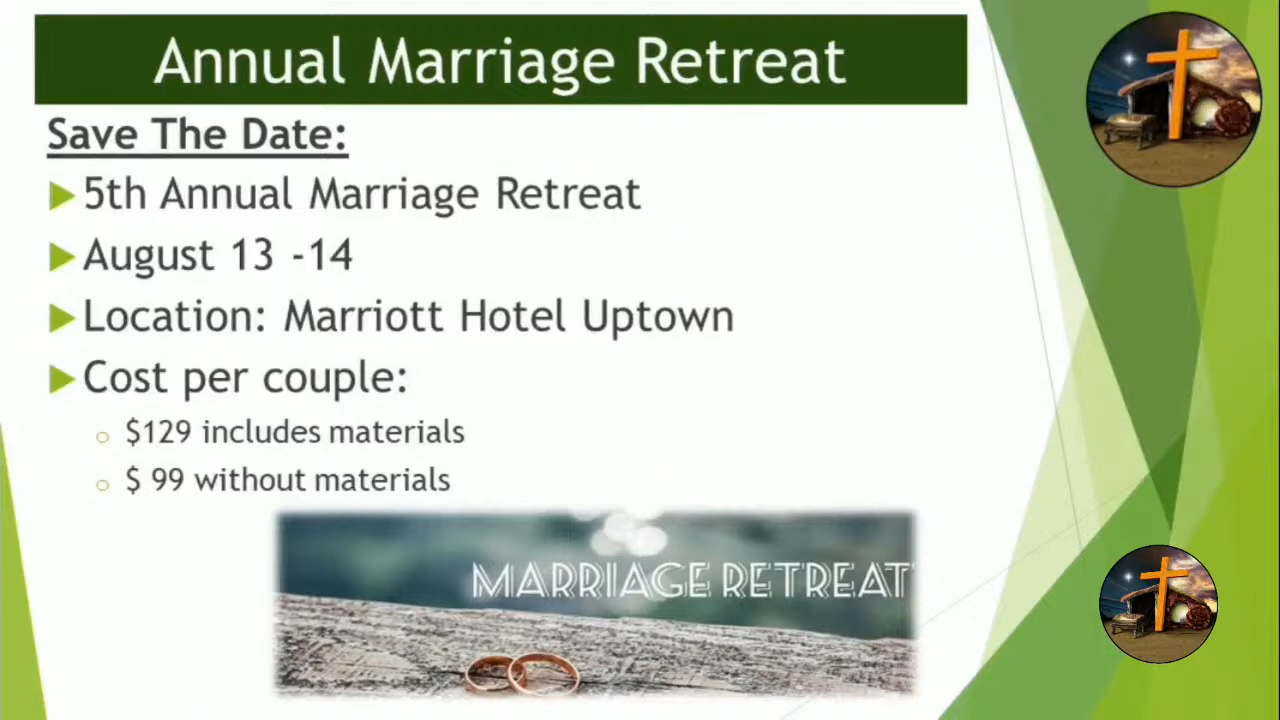 Annual Marriage Retreat
Save The Date:
5th Annual Marriage Retreat
August 13 -14
Location: Marriott Hotel Uptown
Cost per couple:
$129 includes materials
$ 99 without materials
MARRIAGE RETREAT